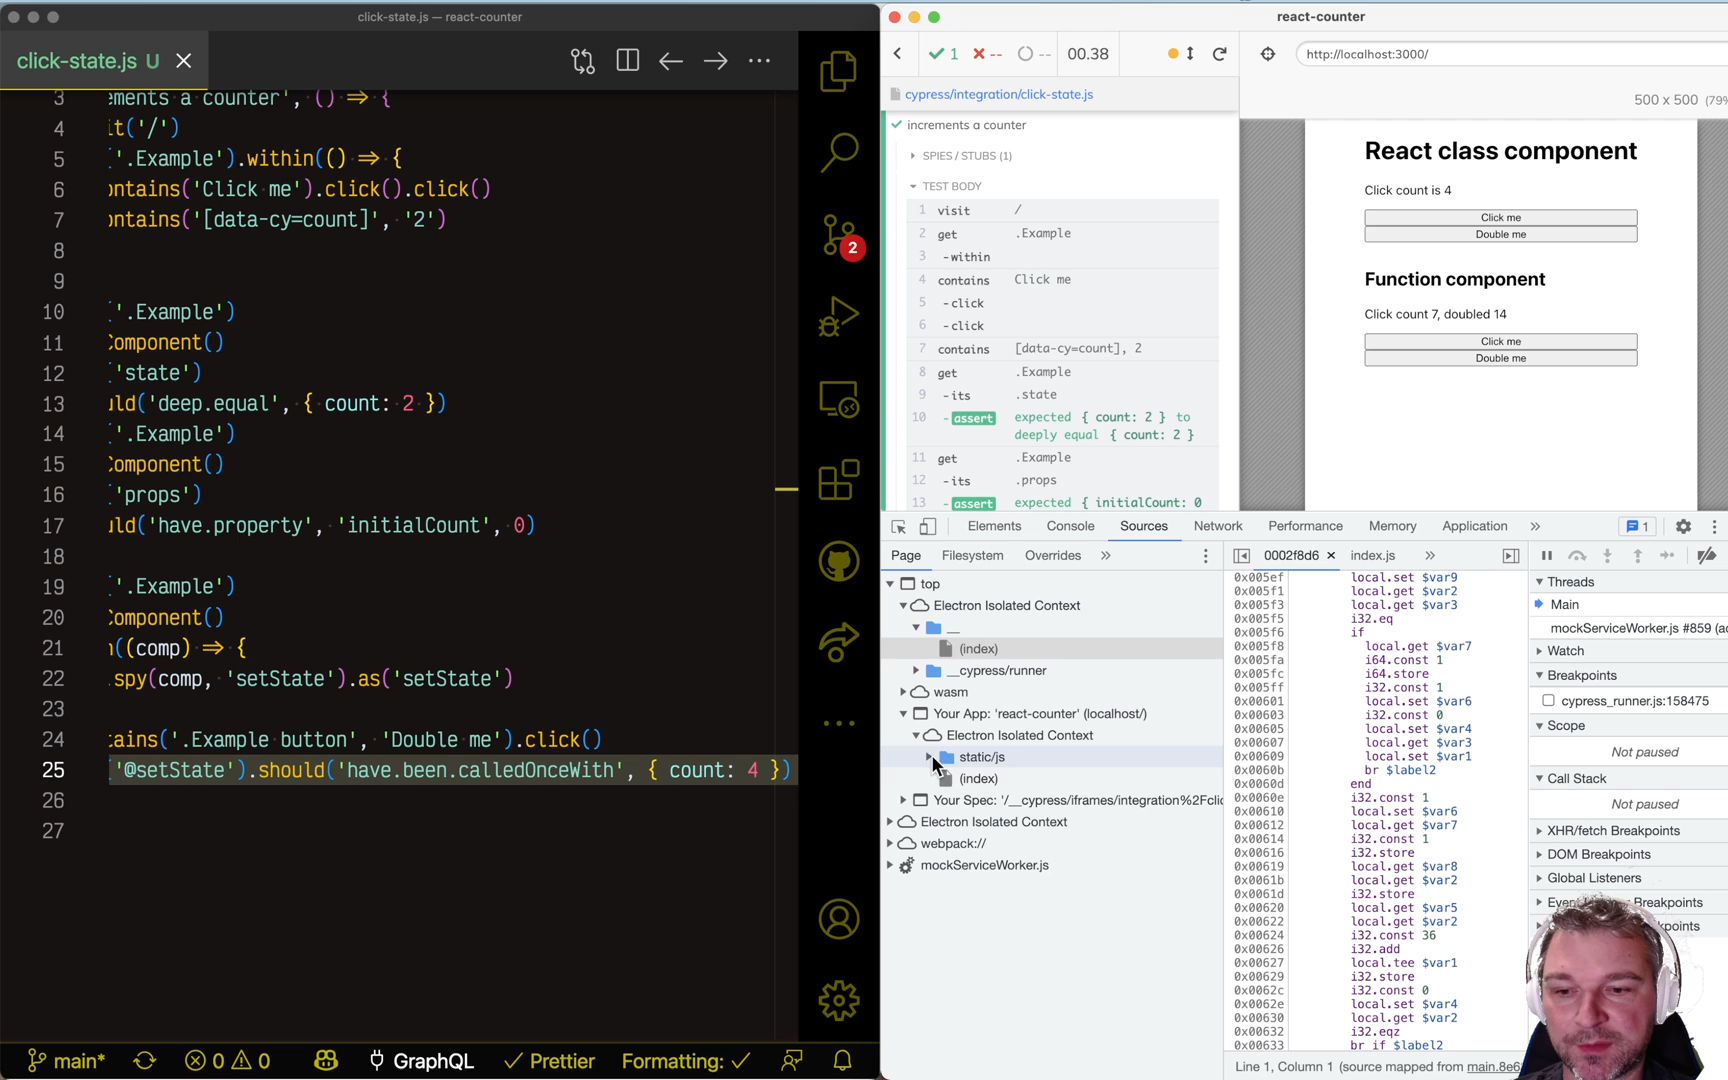 click-state.js — react-counter
click-state.js U
3 ements a counter', () => {
4 it('/')
5 '.Example').within(() => {
6 ontains('Click me').click().click()
7 ontains('[data-cy=count]', '2')
8
9
10 '.Example')
11 Component()
12 'state')
13 uld('deep.equal', { count: 2 })
14 '.Example')
15 Component()
16 'props')
17 uld('have.property', 'initialCount', 0)
18
19 '.Example')
20 Component()
21 n((comp) => {
22 .spy(comp, 'setState').as('setState')
23
24 tains('.Example button', 'Double me').click()
25 '@setState').should('have.been.calledOnceWith', { count: 4 })
26
27
2
main*
0 0
GraphQL
Prettier
Formatting:
react-counter
1 -- -- 00.38
http://localhost:3000/
cypress/integration/click-state.js
500 x 500 (79%
increments a counter
SPIES / STUBS (1)
TEST BODY
1 visit /
2 get .Example
3 -within
4 contains Click me
5 -click
6 -click
7 contains [data-cy=count], 2
8 get .Example
9 -its .state
10 -assert expected { count: 2 } to
deeply equal { count: 2 }
11 get .Example
12 -its .props
13 -assert expected { initialCount: 0
React class component
Click count is 4
Click me
Double me
Function component
Click count 7, doubled 14
Click me
Double me
Elements Console Sources Network Performance Memory Application » 1
Page Filesystem Overrides »
top
Electron Isolated Context
__
(index)
__cypress/runner
wasm
Your App: 'react-counter' (localhost/)
Electron Isolated Context
static/js
(index)
Your Spec: '/__cypress/iframes/integration%2Fclic
Electron Isolated Context
webpack://
mockServiceWorker.js
0002f8d6 × index.js »
0x005ef local.set $var9
0x005f1 local.get $var2
0x005f3 local.get $var3
0x005f5 i32.eq
0x005f6 if
0x005f8 local.get $var7
0x005fa i64.const 1
0x005fc i64.store
0x005ff i32.const 1
0x00601 local.set $var6
0x00603 i32.const 0
0x00605 local.set $var4
0x00607 local.get $var3
0x00609 local.set $var1
0x0060b br $label2
0x0060d end
0x0060e i32.const 1
0x00610 local.set $var6
0x00612 local.get $var7
0x00614 i32.const 1
0x00616 i32.store
0x00619 local.get $var8
0x0061b local.get $var2
0x0061d i32.store
0x00620 local.get $var5
0x00622 local.get $var2
0x00624 i32.const 36
0x00626 i32.add
0x00627 local.tee $var1
0x00629 i32.store
0x0062c i32.const 0
0x0062e local.set $var4
0x00630 local.get $var2
0x00632 i32.eqz
0x00633 br_if $label2
Line 1, Column 1 (source mapped from main.8e6
Threads
Main
mockServiceWorker.js #859 (ac
Watch
Breakpoints
cypress_runner.js:158475
Scope
Not paused
Call Stack
Not paused
XHR/fetch Breakpoints
DOM Breakpoints
Global Listeners
Breakpoints